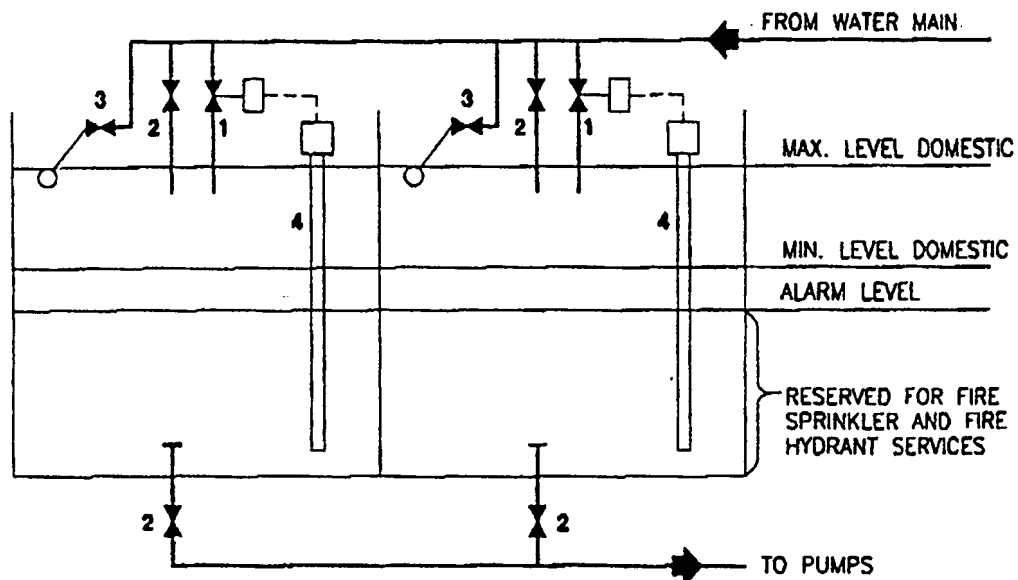 FROM WATER MAIN
3
2
1
3
2
1
MAX. LEVEL DOMESTIC
4
4
MIN. LEVEL DOMESTIC
ALARM LEVEL
RESERVED FOR FIRE
SPRINKLER AND FIRE
HYDRANT SERVICES
2
2
TO PUMPS